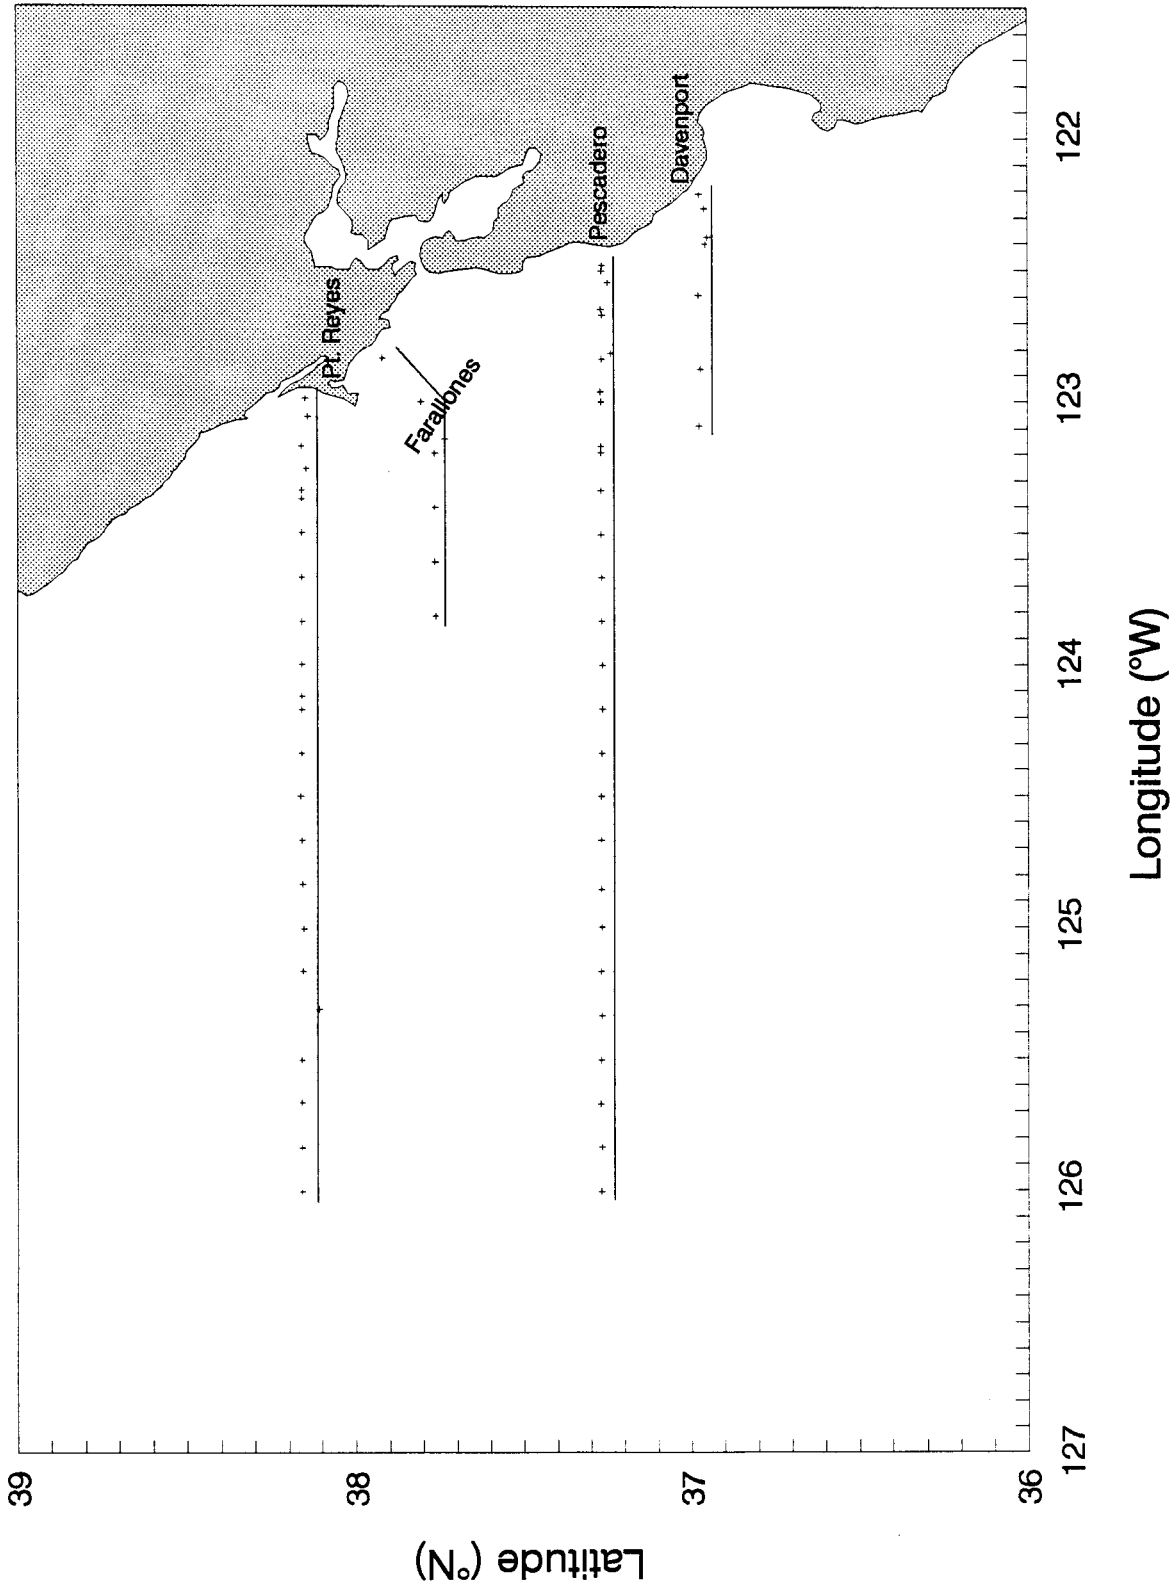 39
38
37
36
Latitude (°N)
127
126
125
124
123
122
Longitude (°W)
Pt. Reyes
Farallones
Pescadero
Davenport